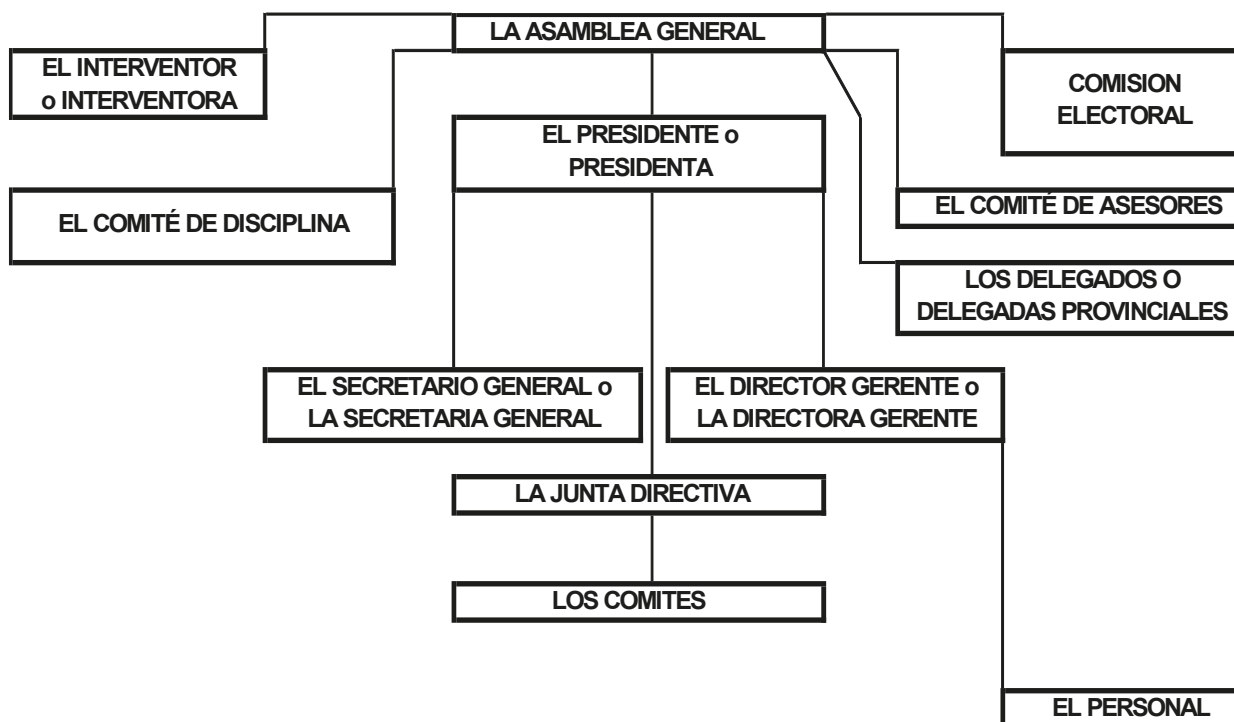 LA ASAMBLEA GENERAL
EL INTERVENTOR
o INTERVENTORA
COMISION
ELECTORAL
EL PRESIDENTE o
PRESIDENTA
EL COMITÉ DE DISCIPLINA
EL COMITÉ DE ASESORES
LOS DELEGADOS O
DELEGADAS PROVINCIALES
EL SECRETARIO GENERAL o
LA SECRETARIA GENERAL
EL DIRECTOR GERENTE o
LA DIRECTORA GERENTE
LA JUNTA DIRECTIVA
LOS COMITES
EL PERSONAL